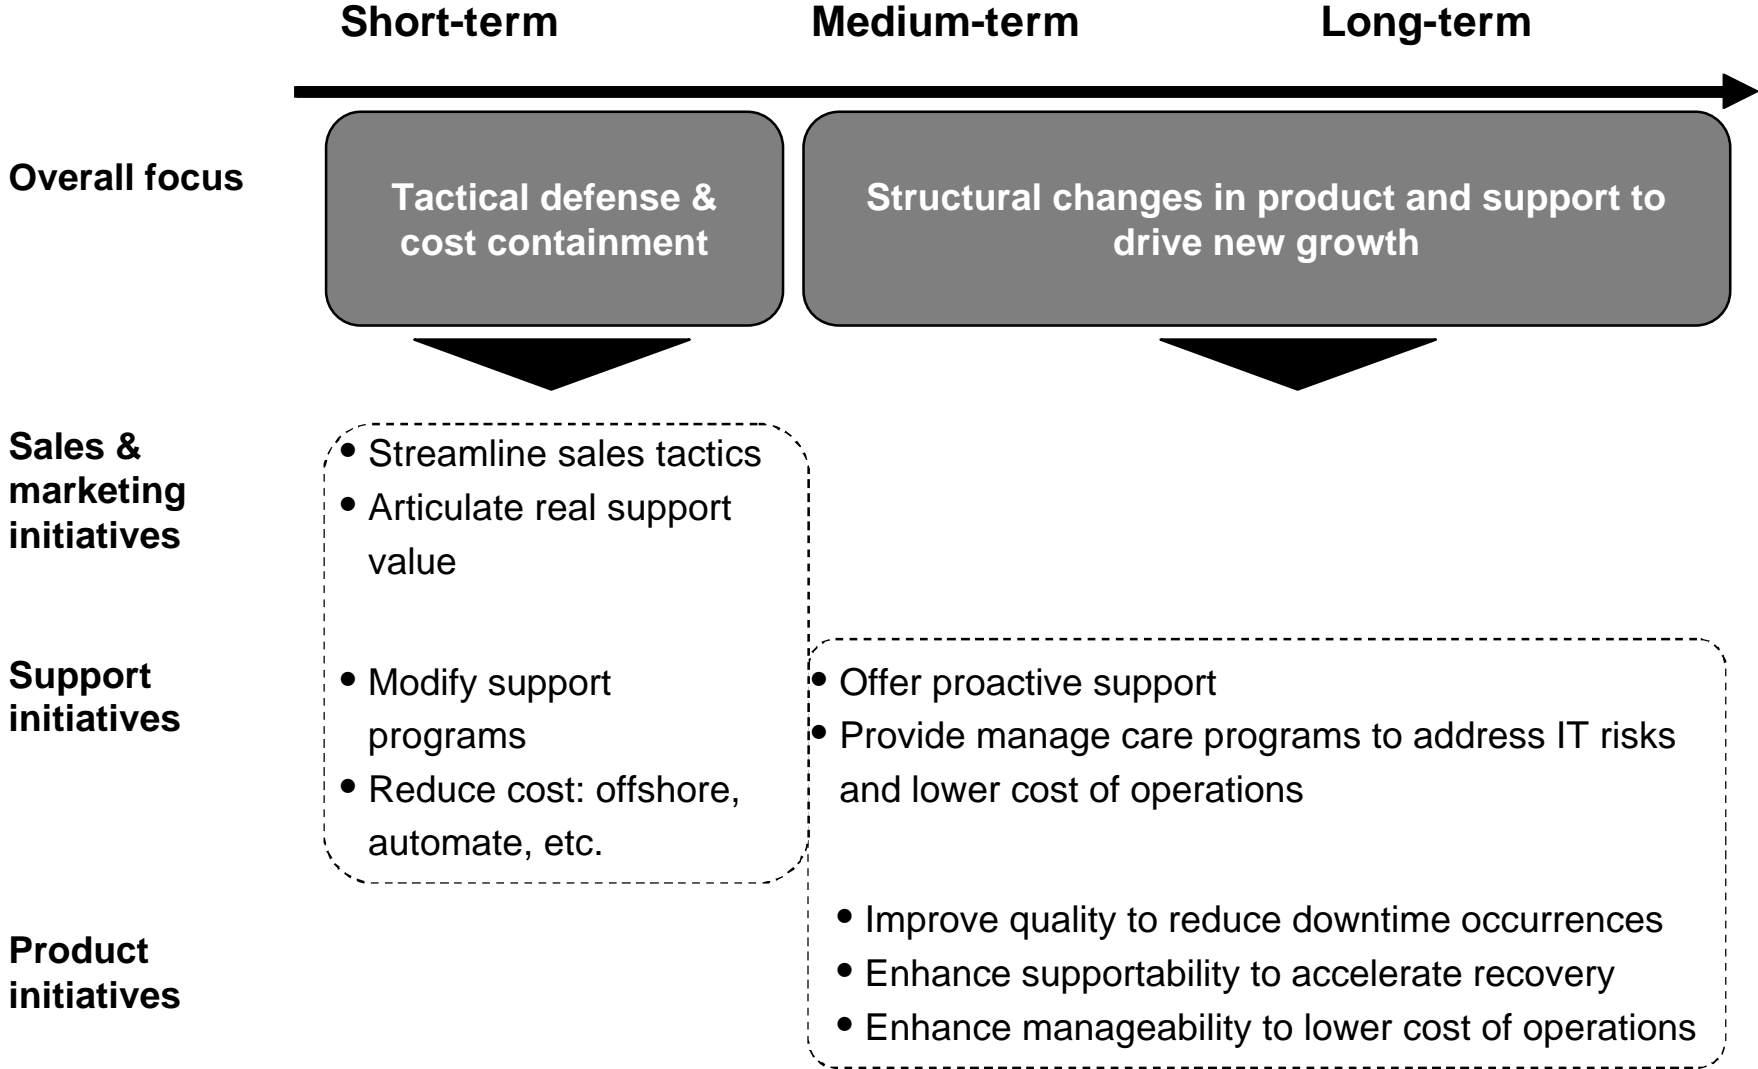 Short-term Medium-term Long-term
Overall focus
Tactical defense &
cost containment
Structural changes in product and support to
drive new growth
Sales &
marketing
initiatives
• Streamline sales tactics
• Articulate real support
value
Support
initiatives
• Modify support
programs
• Reduce cost: offshore,
automate, etc.
• Offer proactive support
• Provide manage care programs to address IT risks
and lower cost of operations
Product
initiatives
• Improve quality to reduce downtime occurrences
• Enhance supportability to accelerate recovery
• Enhance manageability to lower cost of operations